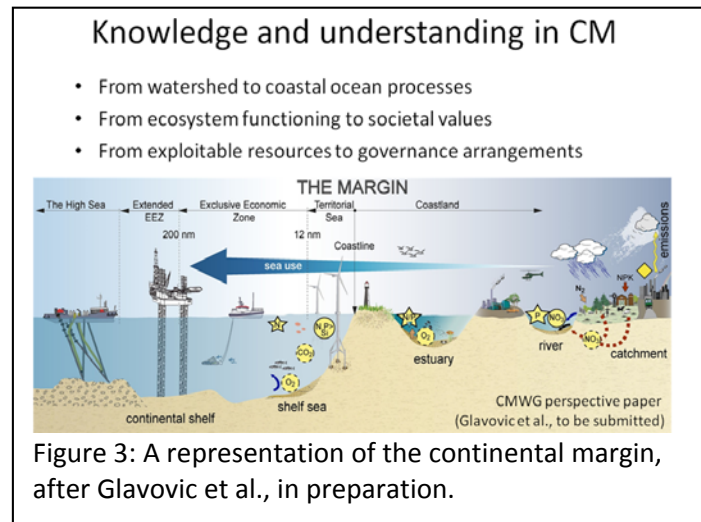 Knowledge and understanding in CM
• From watershed to coastal ocean processes
• From ecosystem functioning to societal values
• From exploitable resources to governance arrangements
THE MARGIN
The High Sea
Extended EEZ
Exclusive Economic Zone
Territorial Sea
Coastland
200 nm
12 nm
Coastline
sea use
emissions
NPK
N₂
P
NO₃
NO₃
O₂
N,P>Si
CO₂
O₂
estuary
river
catchment
shelf sea
continental shelf
CMWG perspective paper
(Glavovic et al., to be submitted)
Figure 3: A representation of the continental margin,
after Glavovic et al., in preparation.